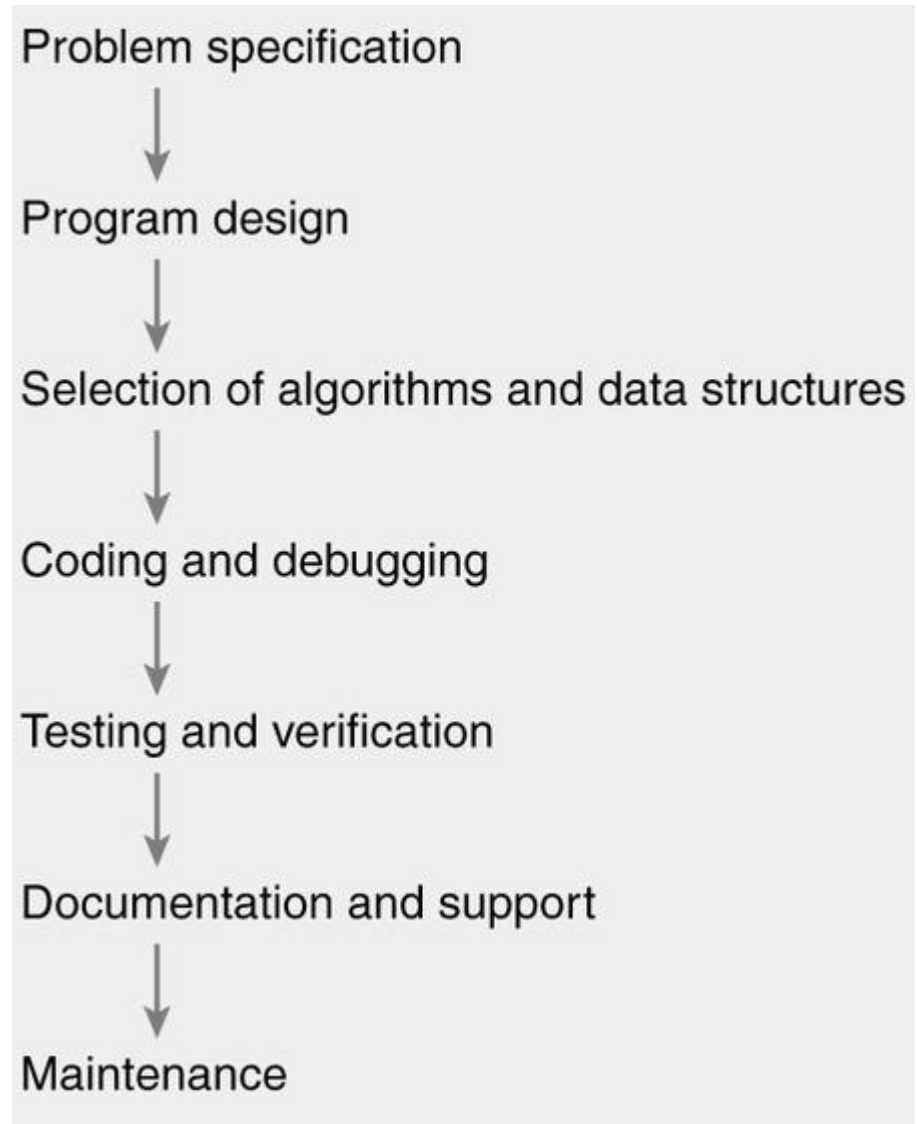 Problem specification
Program design
Selection of algorithms and data structures
Coding and debugging
Testing and verification
Documentation and support
Maintenance